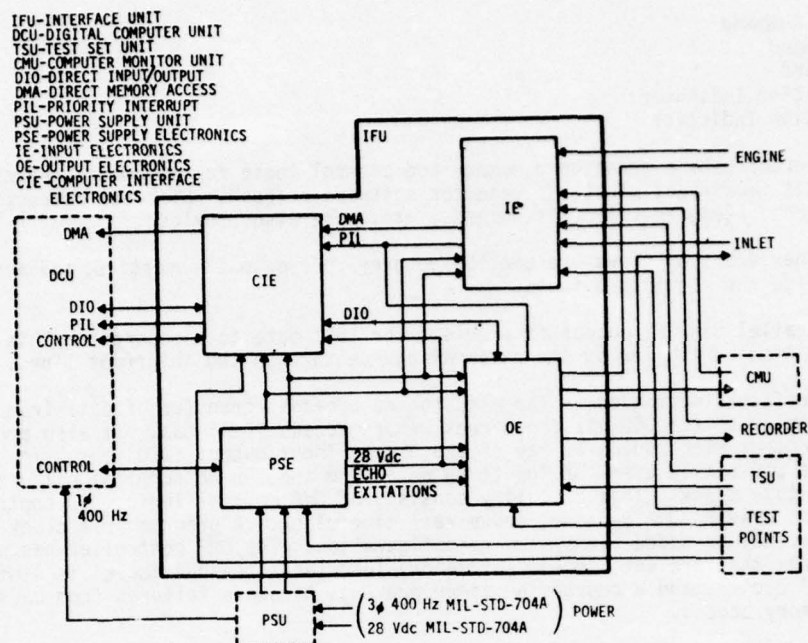 IFU-INTERFACE UNIT
DCU-DIGITAL COMPUTER UNIT
TSU-TEST SET UNIT
CMU-COMPUTER MONITOR UNIT
DIO-DIRECT INPUT/OUTPUT
DMA-DIRECT MEMORY ACCESS
PIL-PRIORITY INTERRUPT
PSU-POWER SUPPLY UNIT
PSE-POWER SUPPLY ELECTRONICS
IE-INPUT ELECTRONICS
OE-OUTPUT ELECTRONICS
CIE-COMPUTER INTERFACE
ELECTRONICS
IFU
ENGINE
IE
DMA
DMA
PIL
INLET
DCU
CIE
DIO
DIO
PIL
CONTROL
CMU
OE
RECORDER
PSE
28 Vdc
ECHO
EXITATIONS
TSU
CONTROL
1ϕ
400 Hz
TEST
POINTS
PSU
3ϕ 400 Hz MIL-STD-704A
28 Vdc MIL-STD-704A
POWER